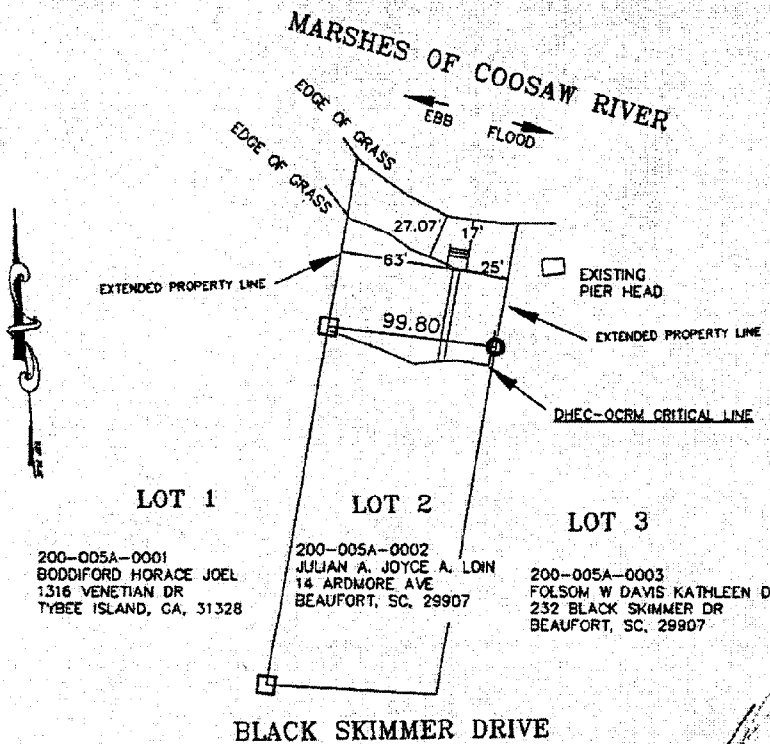 MARSHES OF COOSAW RIVER
EDGE OF GRASS
EBB
FLOOD
EDGE OF GRASS
27.07'
17'
63'
25'
EXISTING
PIER HEAD
EXTENDED PROPERTY LINE
99.80
EXTENDED PROPERTY LINE
DHEC-OCRM CRITICAL LINE
LOT 1
LOT 2
LOT 3
200-005A-0001
BODDIFORD HORACE JOEL
1316 VENETIAN DR
TYBEE ISLAND, GA, 31328
200-005A-0002
JULIAN A. JOYCE A. LOIN
14 ARDMORE AVE
BEAUFORT, SC, 29907
200-005A-0003
FOLSOM W DAVIS KATHLEEN D
232 BLACK SKIMMER DR
BEAUFORT, SC, 29907
BLACK SKIMMER DRIVE